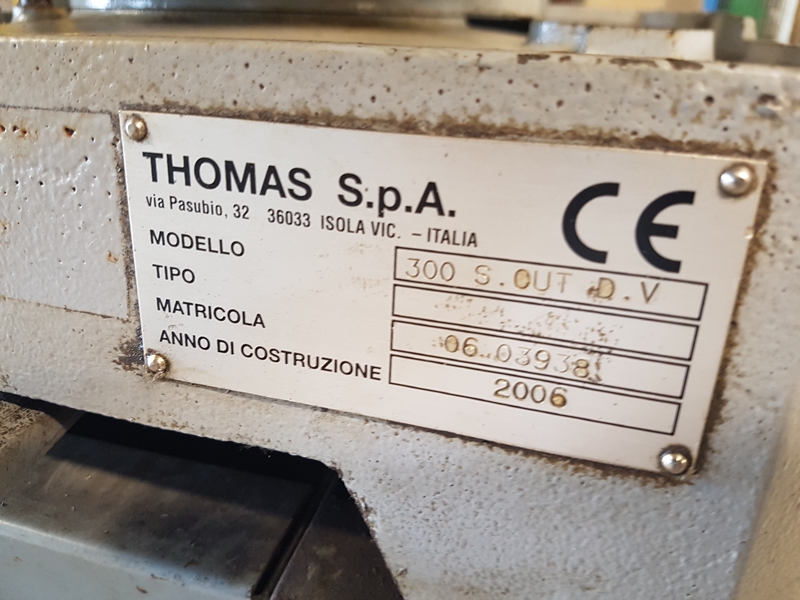 THOMAS S.p.A.
via Pasubio, 32 36033 ISOLA VIC. - ITALIA
CE
MODELLO 300 S.CUT D.V
TIPO
MATRICOLA 06.03938
ANNO DI COSTRUZIONE 2006